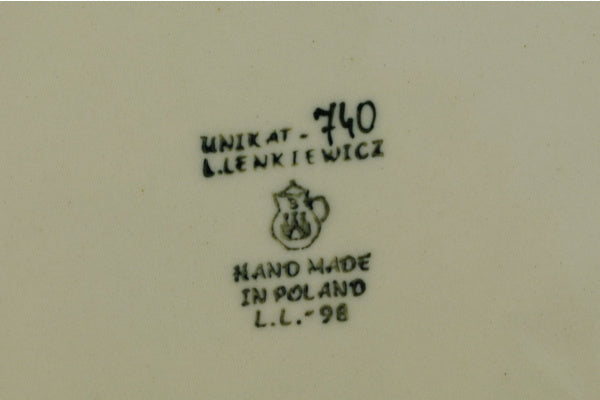 UNIKAT - 740
L.LENKIEWICZ
HAND MADE
IN POLAND
L.L.-98